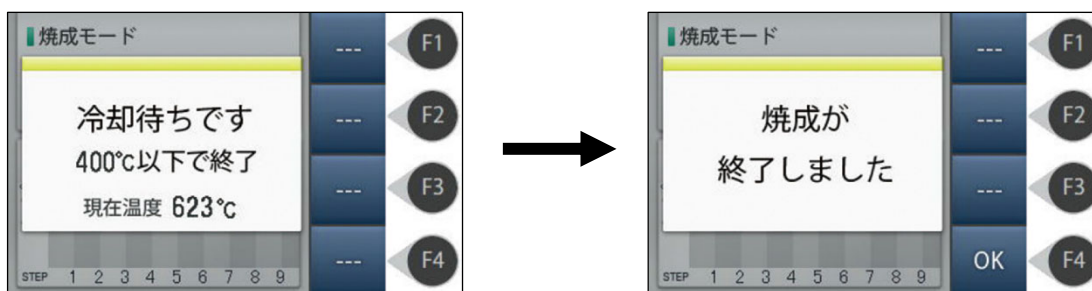 焼成モード
冷却待ちです
400℃以下で終了
現在温度 623℃
STEP 1 2 3 4 5 6 7 8 9
---
F1
---
F2
---
F3
---
F4
焼成モード
焼成が
終了しました
STEP 1 2 3 4 5 6 7 8 9
---
F1
---
F2
---
F3
OK
F4